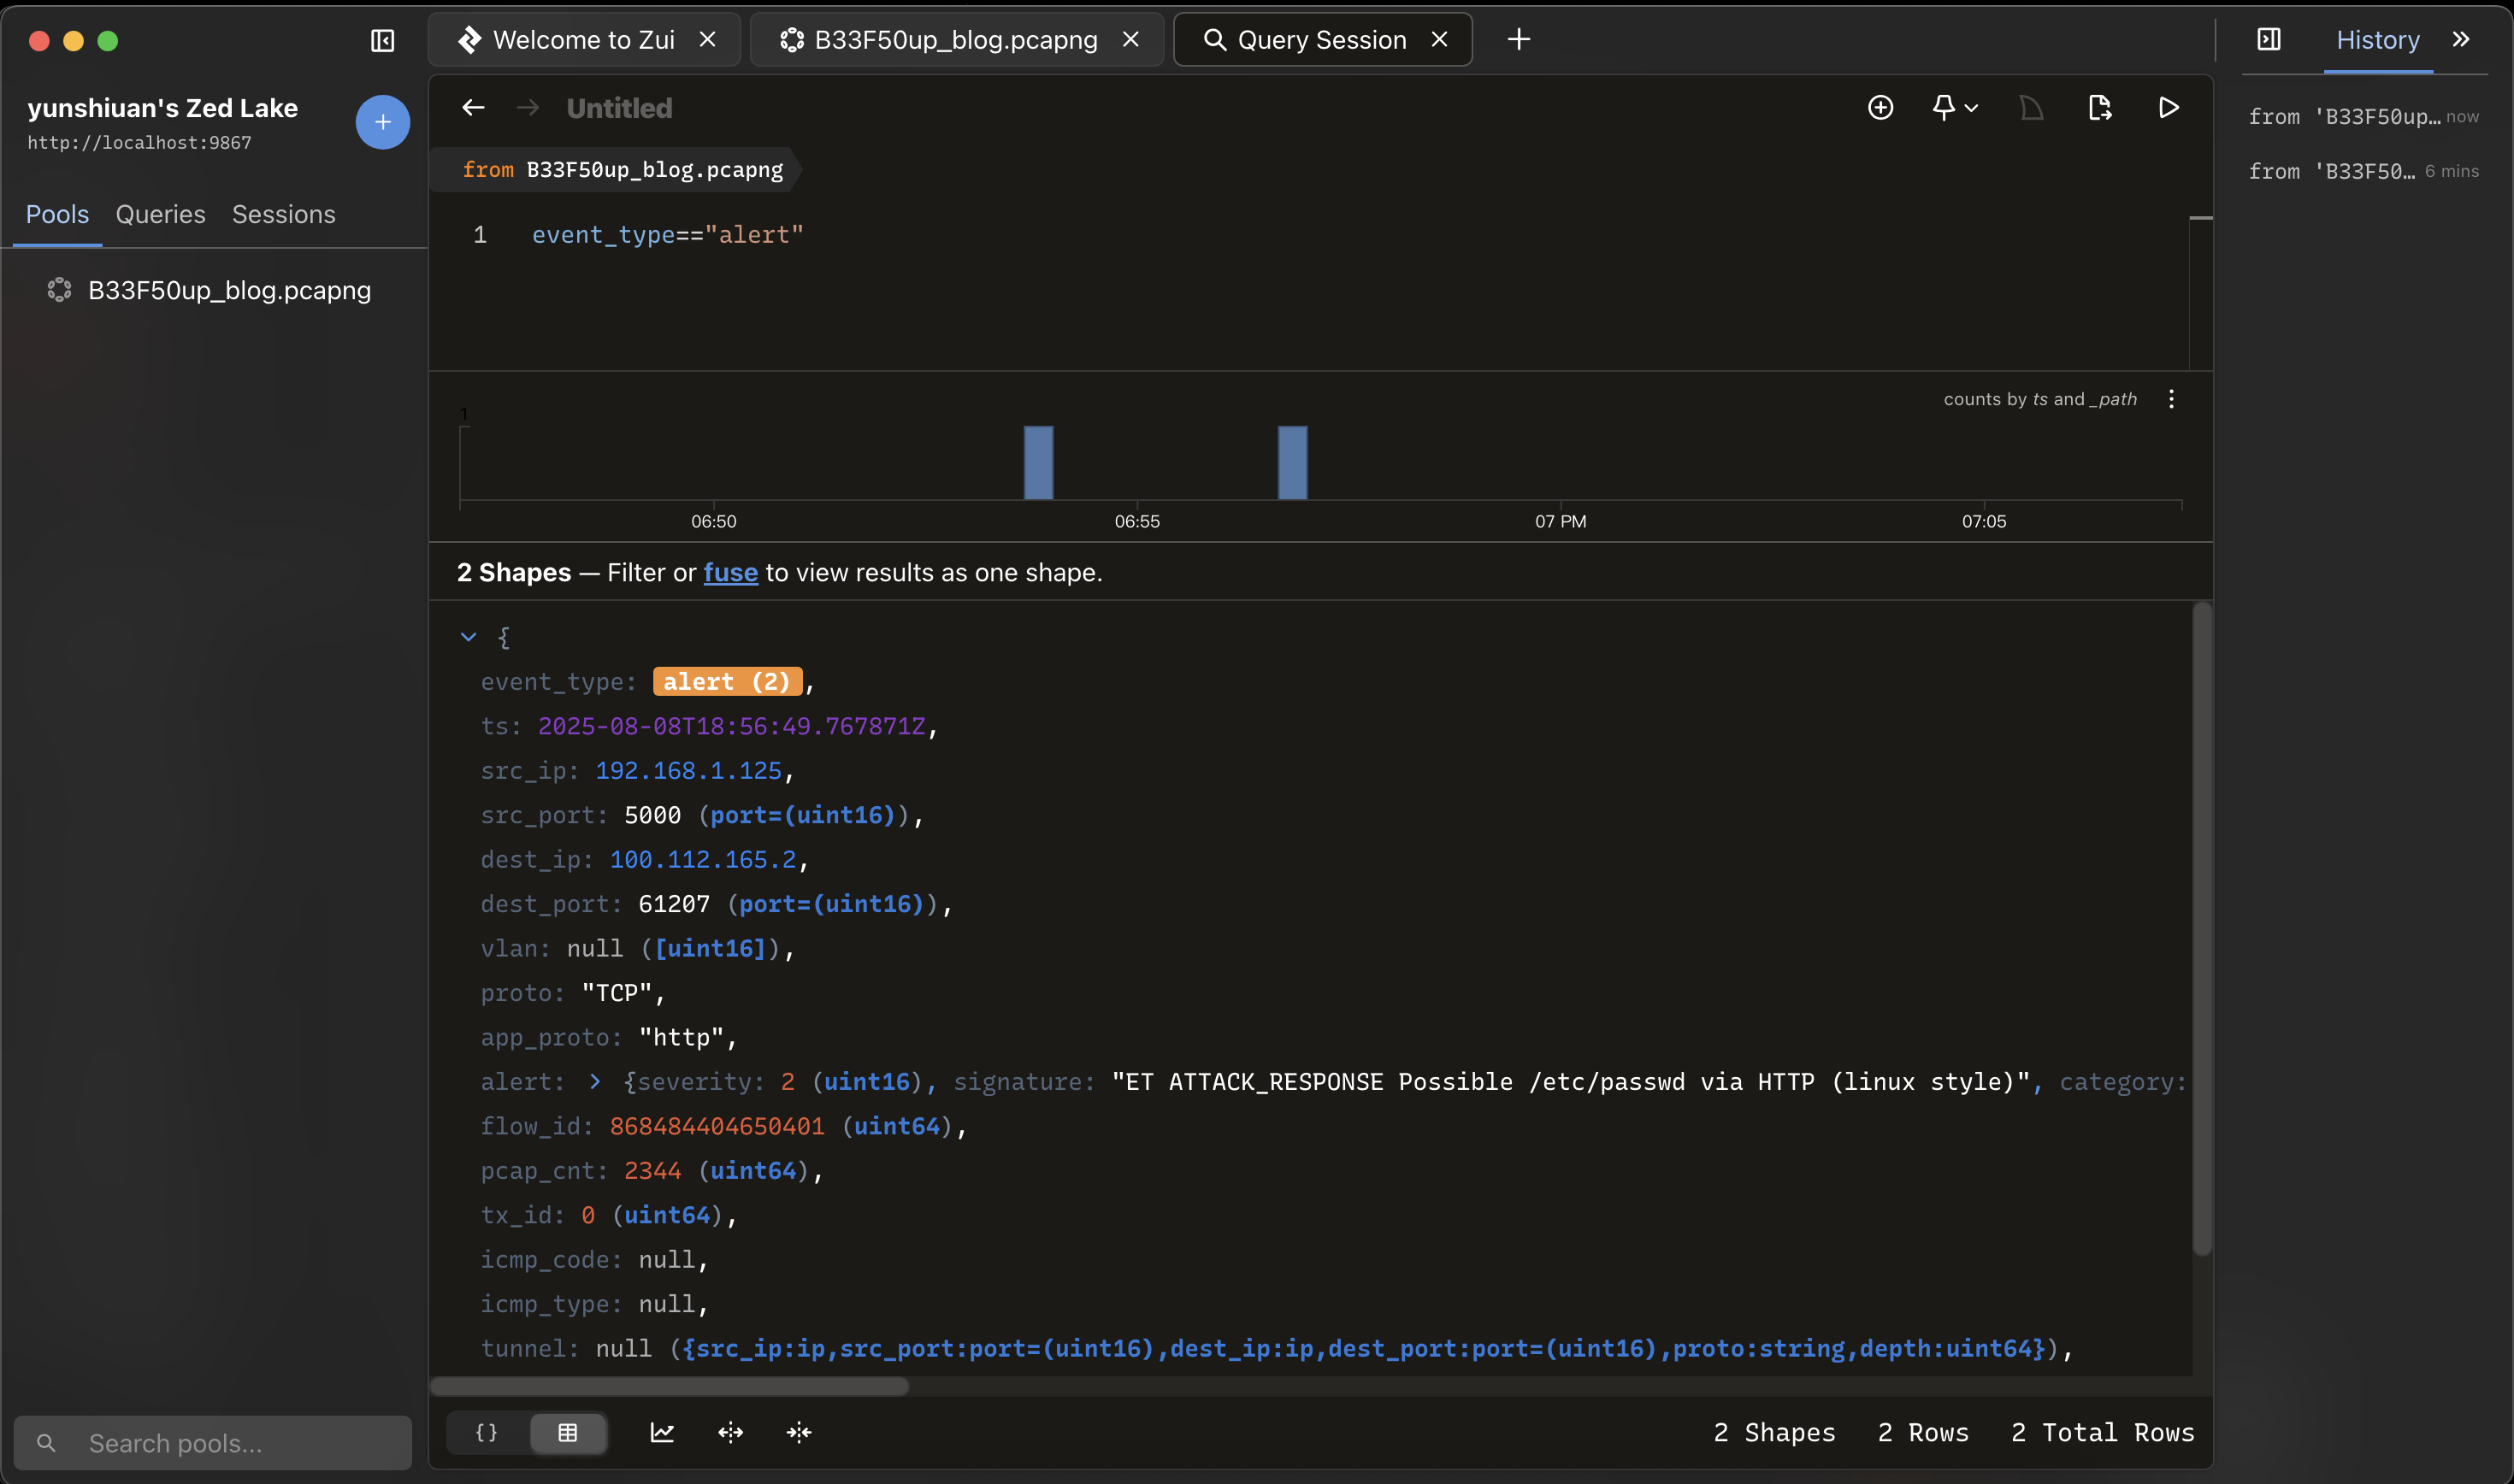 Welcome to Zui
B33F50up_blog.pcapng
Query Session
History
yunshiuan's Zed Lake
http://localhost:9867
Pools Queries Sessions
B33F50up_blog.pcapng
Search pools...
Untitled
from B33F50up_blog.pcapng
1 event_type=="alert"
counts by ts and _path
1
06:50 06:55 07 PM 07:05
2 Shapes — Filter or fuse to view results as one shape.
{
event_type: alert (2),
ts: 2025-08-08T18:56:49.767871Z,
src_ip: 192.168.1.125,
src_port: 5000 (port=(uint16)),
dest_ip: 100.112.165.2,
dest_port: 61207 (port=(uint16)),
vlan: null ([uint16]),
proto: "TCP",
app_proto: "http",
alert: {severity: 2 (uint16), signature: "ET ATTACK_RESPONSE Possible /etc/passwd via HTTP (linux style)", category:
flow_id: 868484404650401 (uint64),
pcap_cnt: 2344 (uint64),
tx_id: 0 (uint64),
icmp_code: null,
icmp_type: null,
tunnel: null ({src_ip:ip,src_port:port=(uint16),dest_ip:ip,dest_port:port=(uint16),proto:string,depth:uint64}),
{}
2 Shapes 2 Rows 2 Total Rows
from 'B33F50up… now
from 'B33F50… 6 mins